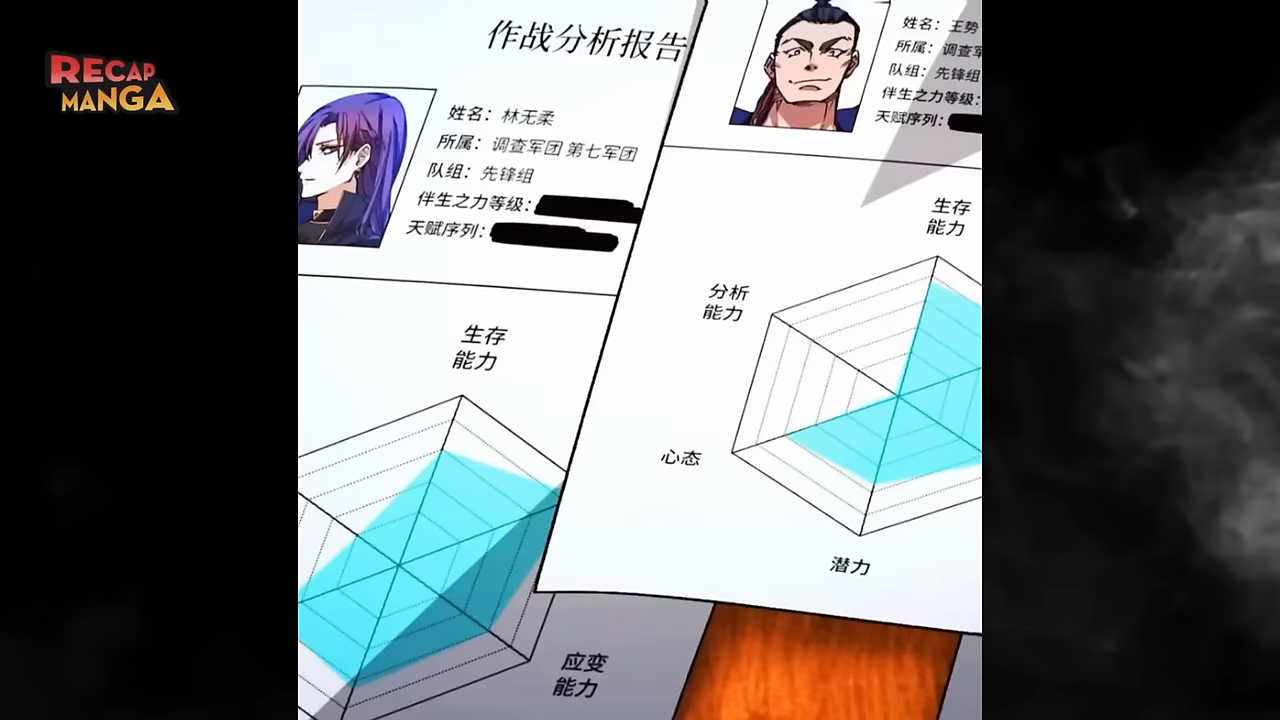 RECAP
MANGA
作战分析报告
姓名：林无柔
所属：调查军团 第七军团
队组：先锋组
伴生之力等级：
天赋序列：
生存
能力
应变
能力
姓名：王势
所属：调查军
队组：先锋组
伴生之力等级：
天赋序列：
生存
能力
分析
能力
心态
潜力